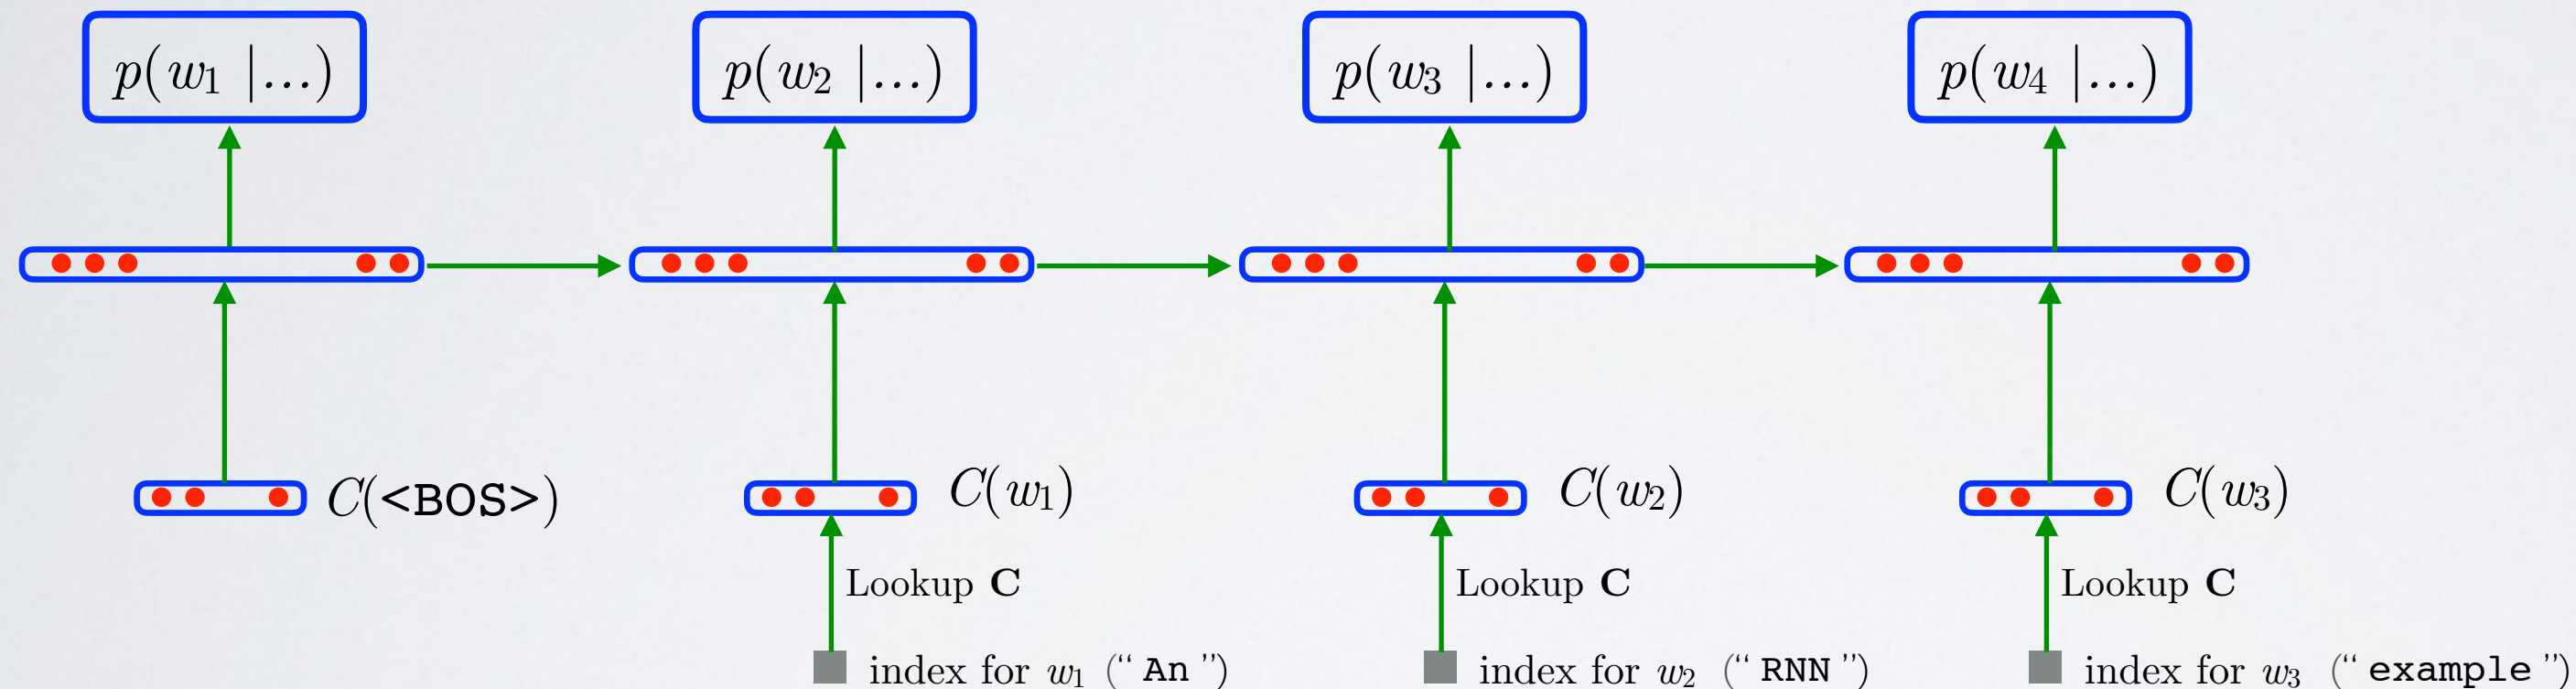 p(w1 |...) p(w2 |...) p(w3 |...) p(w4 |...)
C(<BOS>) C(w1) C(w2) C(w3)
Lookup C Lookup C Lookup C
index for w1 (“ An ”) index for w2 (“ RNN ”) index for w3 (“ example ”)